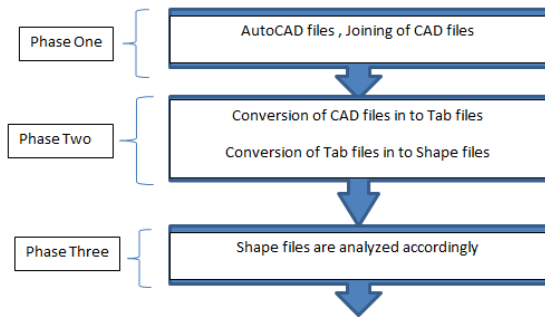 Phase One
AutoCAD files , Joining of CAD files
Phase Two
Conversion of CAD files in to Tab files
Conversion of Tab files in to Shape files
Phase Three
Shape files are analyzed accordingly